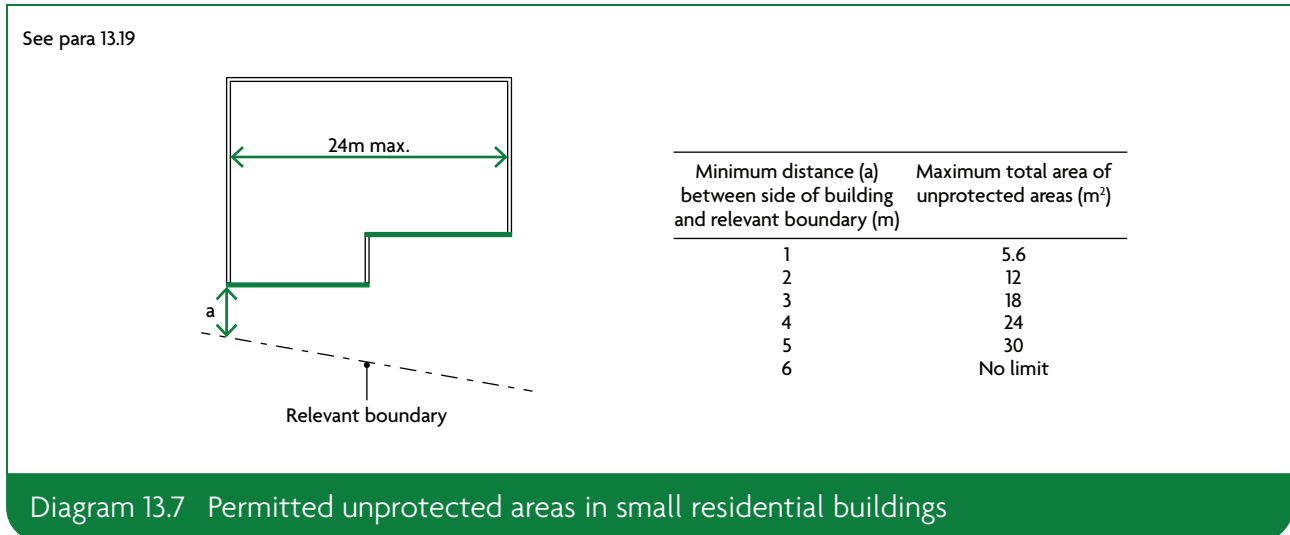 See para 13.19
24m max.
a
Relevant boundary
Minimum distance (a) Maximum total area of
between side of building unprotected areas (m²)
and relevant boundary (m)
1 5.6
2 12
3 18
4 24
5 30
6 No limit
Diagram 13.7 Permitted unprotected areas in small residential buildings